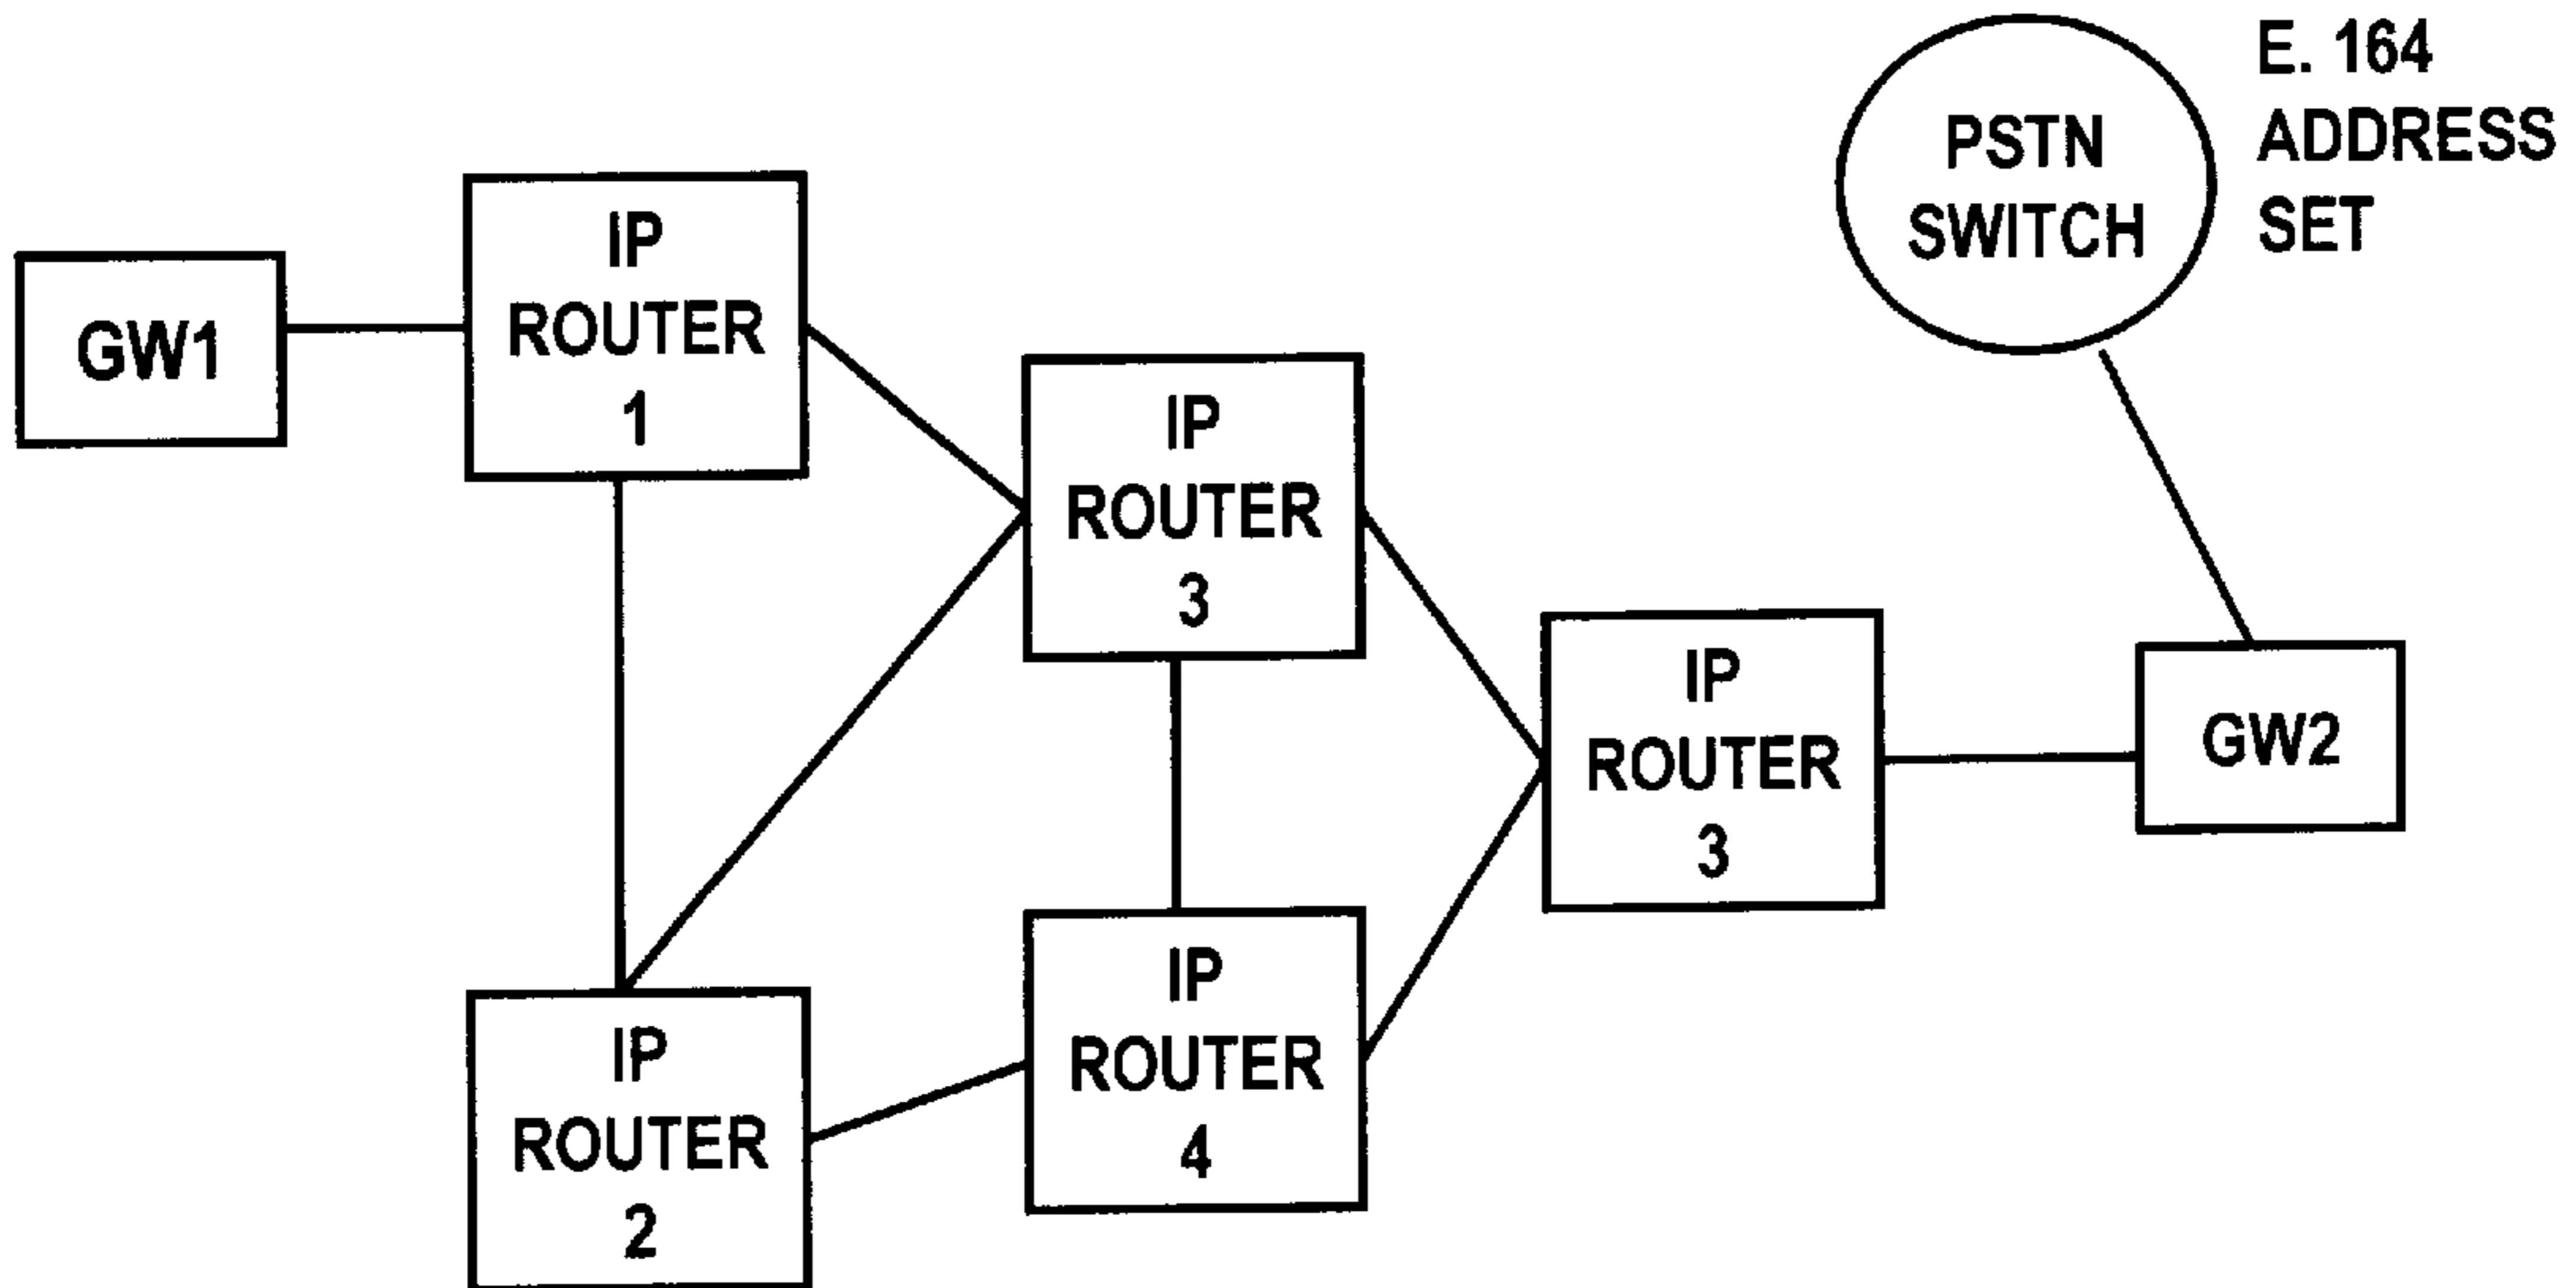 GW1
IP
ROUTER
1
IP
ROUTER
2
IP
ROUTER
3
IP
ROUTER
4
IP
ROUTER
3
PSTN
SWITCH
E. 164
ADDRESS
SET
GW2